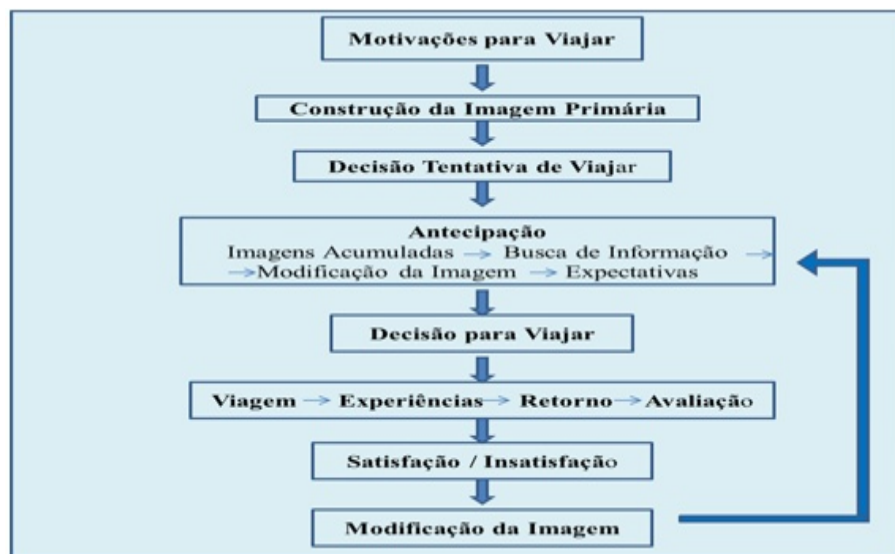 Motivações para Viajar
Construção da Imagem Primária
Decisão Tentativa de Viajar
Antecipação
Imagens Acumuladas → Busca de Informação →
→Modificação da Imagem → Expectativas
Decisão para Viajar
Viagem → Experiências → Retorno → Avaliação
Satisfação / Insatisfação
Modificação da Imagem